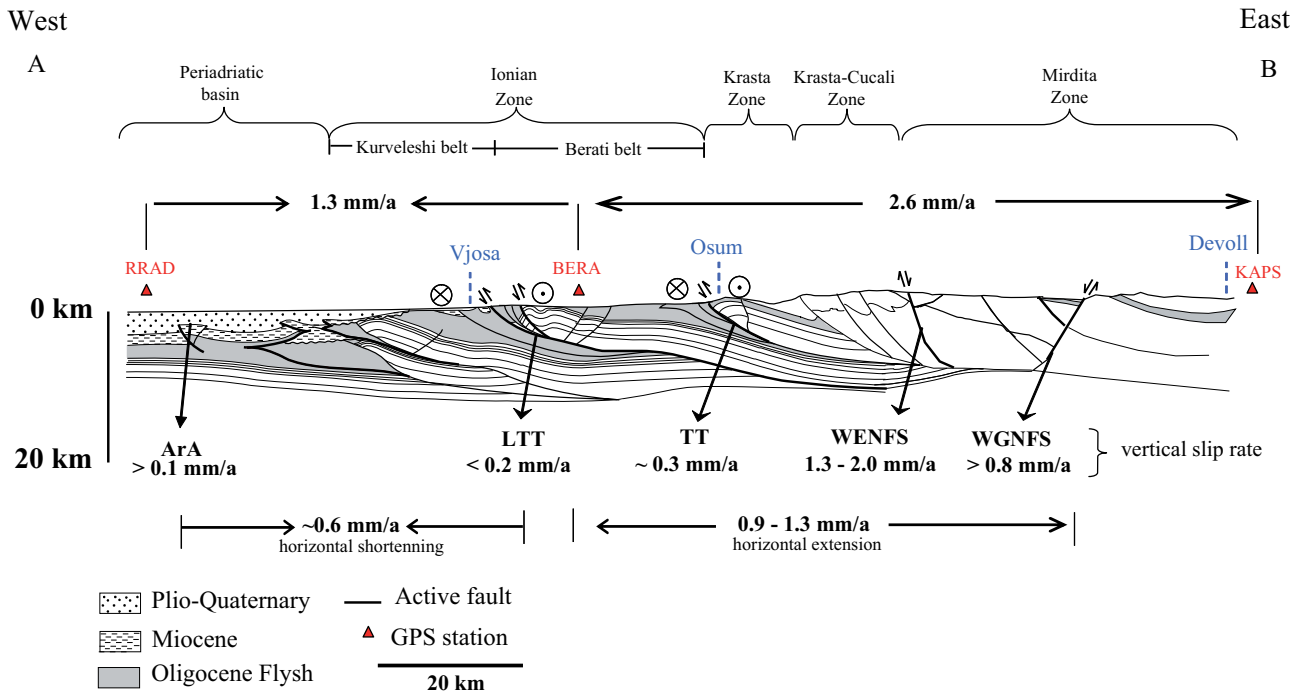 West
East
A
B
Periadriatic
basin
Ionian
Zone
Krasta
Zone
Krasta-Cucali
Zone
Mirdita
Zone
Kurveleshi belt
Berati belt
1.3 mm/a
2.6 mm/a
Vjosa
Osum
Devoll
RRAD
BERA
KAPS
0 km
20 km
ArA
> 0.1 mm/a
LTT
< 0.2 mm/a
TT
~ 0.3 mm/a
WENFS
1.3 - 2.0 mm/a
WGNFS
> 0.8 mm/a
vertical slip rate
~0.6 mm/a
horizontal shortenning
0.9 - 1.3 mm/a
horizontal extension
Plio-Quaternary
Miocene
Oligocene Flysh
Active fault
GPS station
20 km